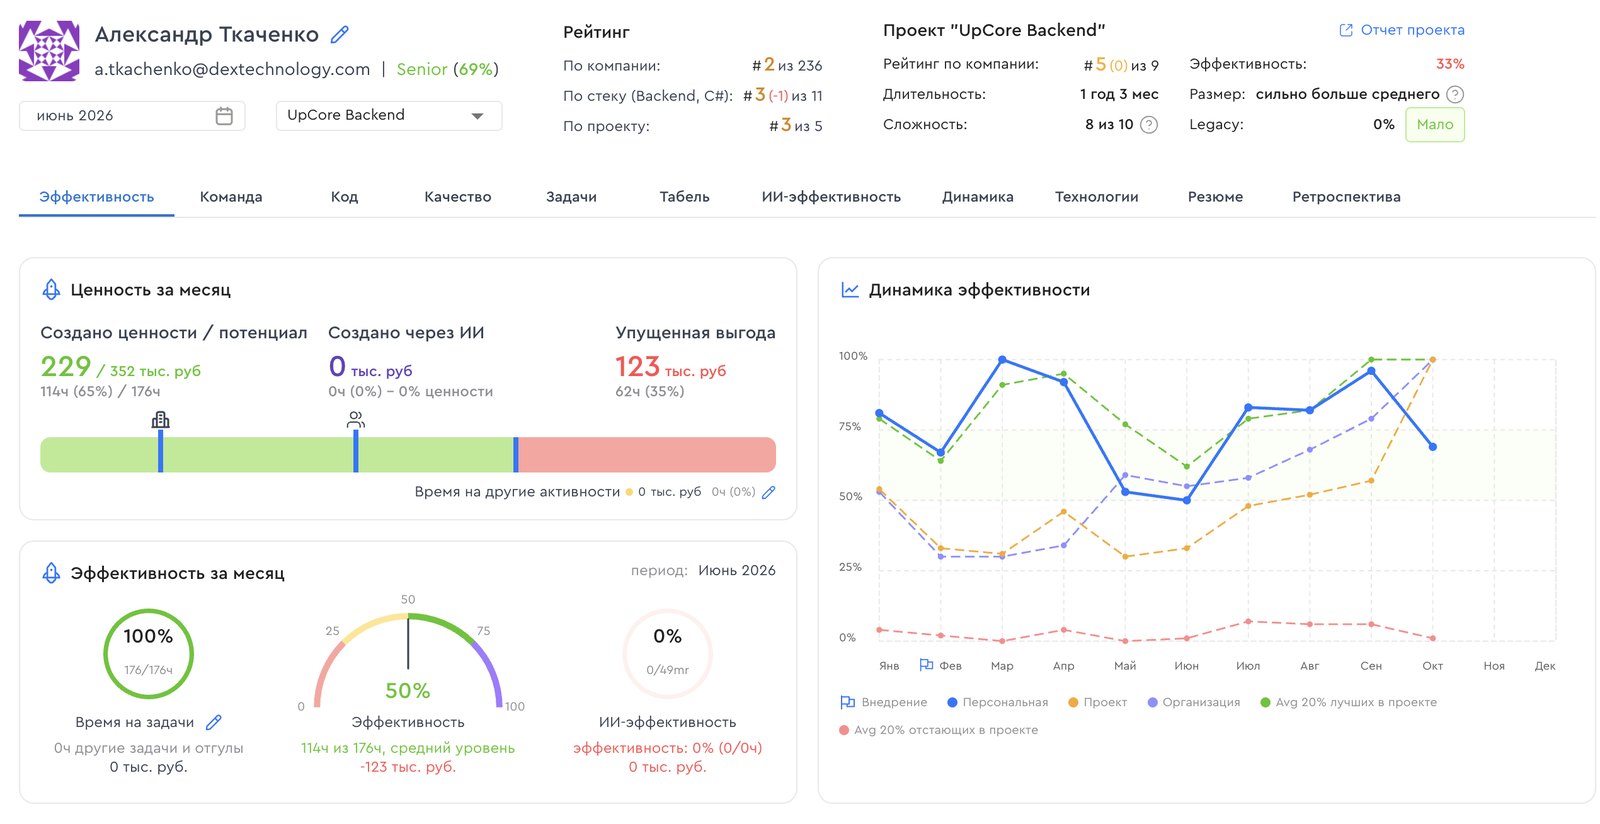 Александр Ткаченко
a.tkachenko@dextechnology.com | Senior (69%)
июнь 2026
UpCore Backend
Рейтинг
По компании: #2 из 236
По стеку (Backend, C#): #3 (-1) из 11
По проекту: #3 из 5
Проект "UpCore Backend"
Отчет проекта
Рейтинг по компании: #5 (0) из 9
Эффективность: 33%
Длительность: 1 год 3 мес
Размер: сильно больше среднего ?
Сложность: 8 из 10 ?
Legacy: 0% Мало
Эффективность Команда Код Качество Задачи Табель ИИ-эффективность Динамика Технологии Резюме Ретроспектива
Ценность за месяц
Создано ценности / потенциал
229 / 352 тыс. руб
114ч (65%) / 176ч
Создано через ИИ
0 тыс. руб
0ч (0%) – 0% ценности
Упущенная выгода
123 тыс. руб
62ч (35%)
Время на другие активности 0 тыс. руб 0ч (0%)
Эффективность за месяц
период: Июнь 2026
100%
176/176ч
Время на задачи
0ч другие задачи и отгулы
0 тыс. руб.
0
25
50
75
100
50%
Эффективность
114ч из 176ч, средний уровень
-123 тыс. руб.
0%
0/49mr
ИИ-эффективность
эффективность: 0% (0/0ч)
0 тыс. руб.
Динамика эффективности
100%
75%
50%
25%
0%
Янв Фев Мар Апр Май Июн Июл Авг Сен Окт Ноя Дек
Внедрение Персональная Проект Организация Avg 20% лучших в проекте
Avg 20% отстающих в проекте